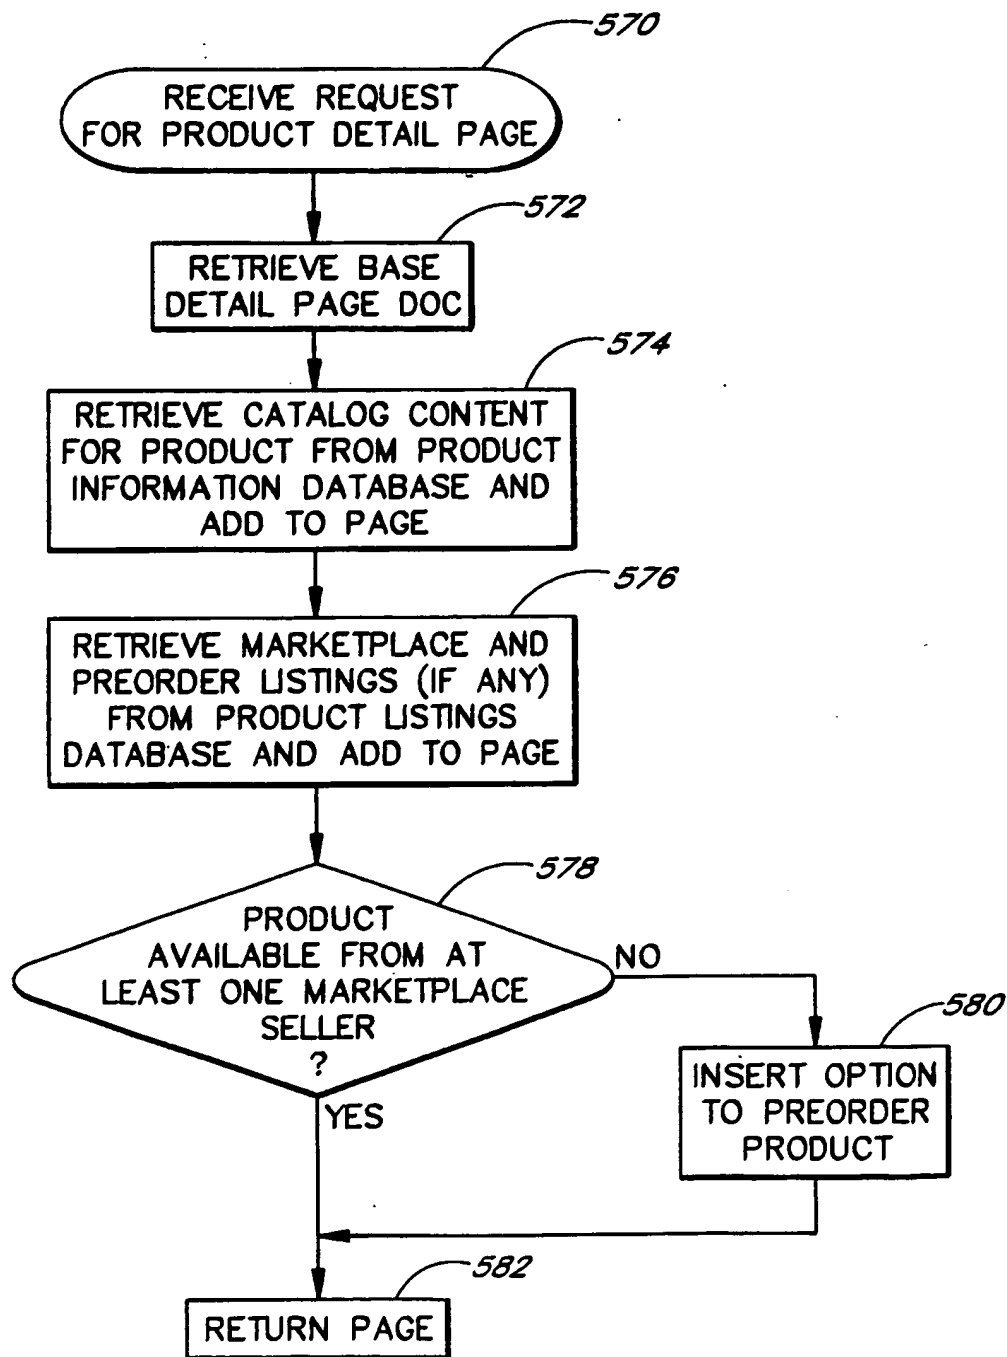 570
RECEIVE REQUEST
FOR PRODUCT DETAIL PAGE
572
RETRIEVE BASE
DETAIL PAGE DOC
574
RETRIEVE CATALOG CONTENT
FOR PRODUCT FROM PRODUCT
INFORMATION DATABASE AND
ADD TO PAGE
576
RETRIEVE MARKETPLACE AND
PREORDER LISTINGS (IF ANY)
FROM PRODUCT LISTINGS
DATABASE AND ADD TO PAGE
578
PRODUCT
AVAILABLE FROM AT
LEAST ONE MARKETPLACE
SELLER
?
NO
580
INSERT OPTION
TO PREORDER
PRODUCT
YES
582
RETURN PAGE